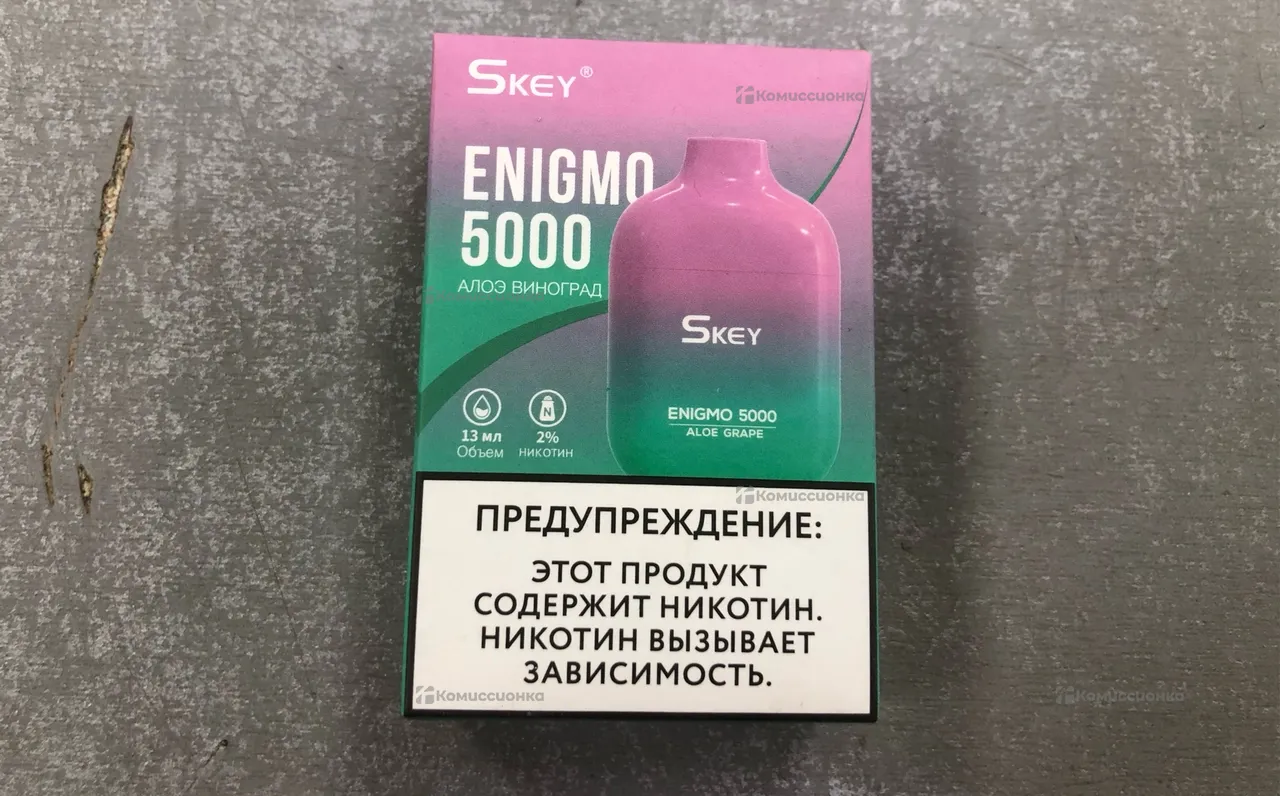 SKEY®
Комиссионка
ENIGMO
5000
АЛОЭ ВИНОГРАД
SKEY
ENIGMO 5000
ALOE GRAPE
13 мл
Объем
N
2%
никотин
Комиссионка
ПРЕДУПРЕЖДЕНИЕ:
ЭТОТ ПРОДУКТ
СОДЕРЖИТ НИКОТИН.
НИКОТИН ВЫЗЫВАЕТ
ЗАВИСИМОСТЬ.
Комиссионка
Комиссионка